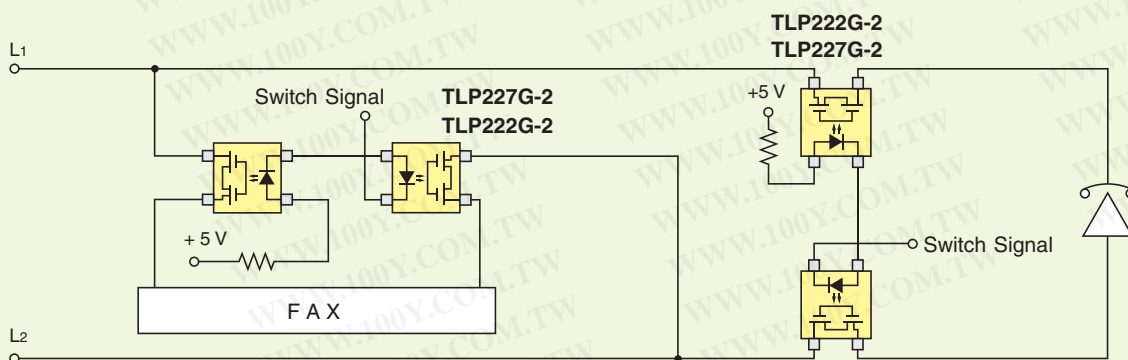 TLP222G-2
TLP227G-2
L1
Switch Signal
TLP227G-2
TLP222G-2
+5 V
+ 5 V
Switch Signal
F A X
L2
WWW.100Y.COM.TW